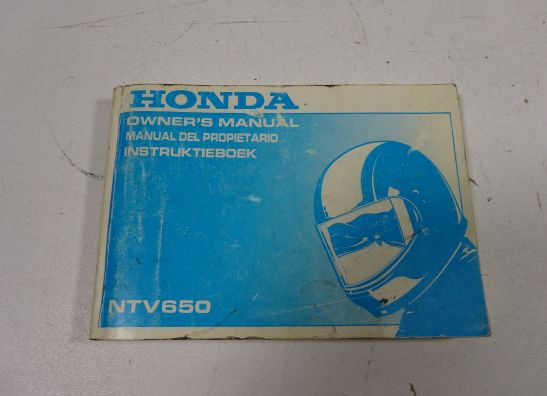 HONDA
OWNER'S MANUAL
MANUAL DEL PROPIETARIO
INSTRUKTIEBOEK
NTV650